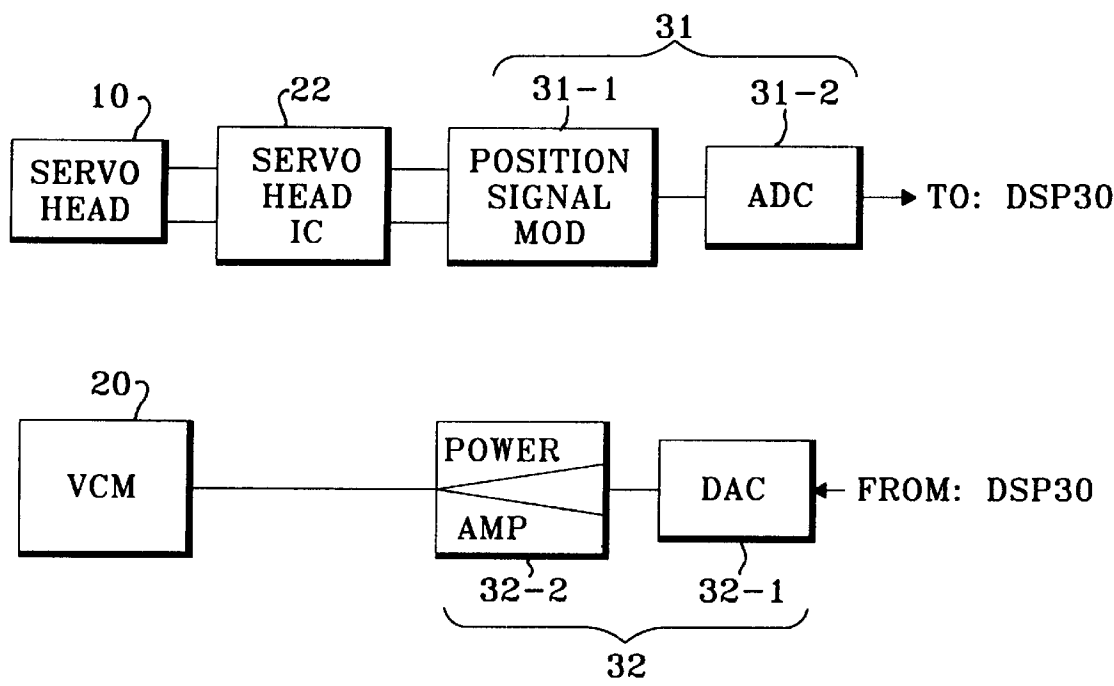 31
10
22
31-1
31-2
SERVO
HEAD
SERVO
HEAD
IC
POSITION
SIGNAL
MOD
ADC
TO: DSP30
20
VCM
POWER
AMP
DAC
FROM: DSP30
32-2
32-1
32